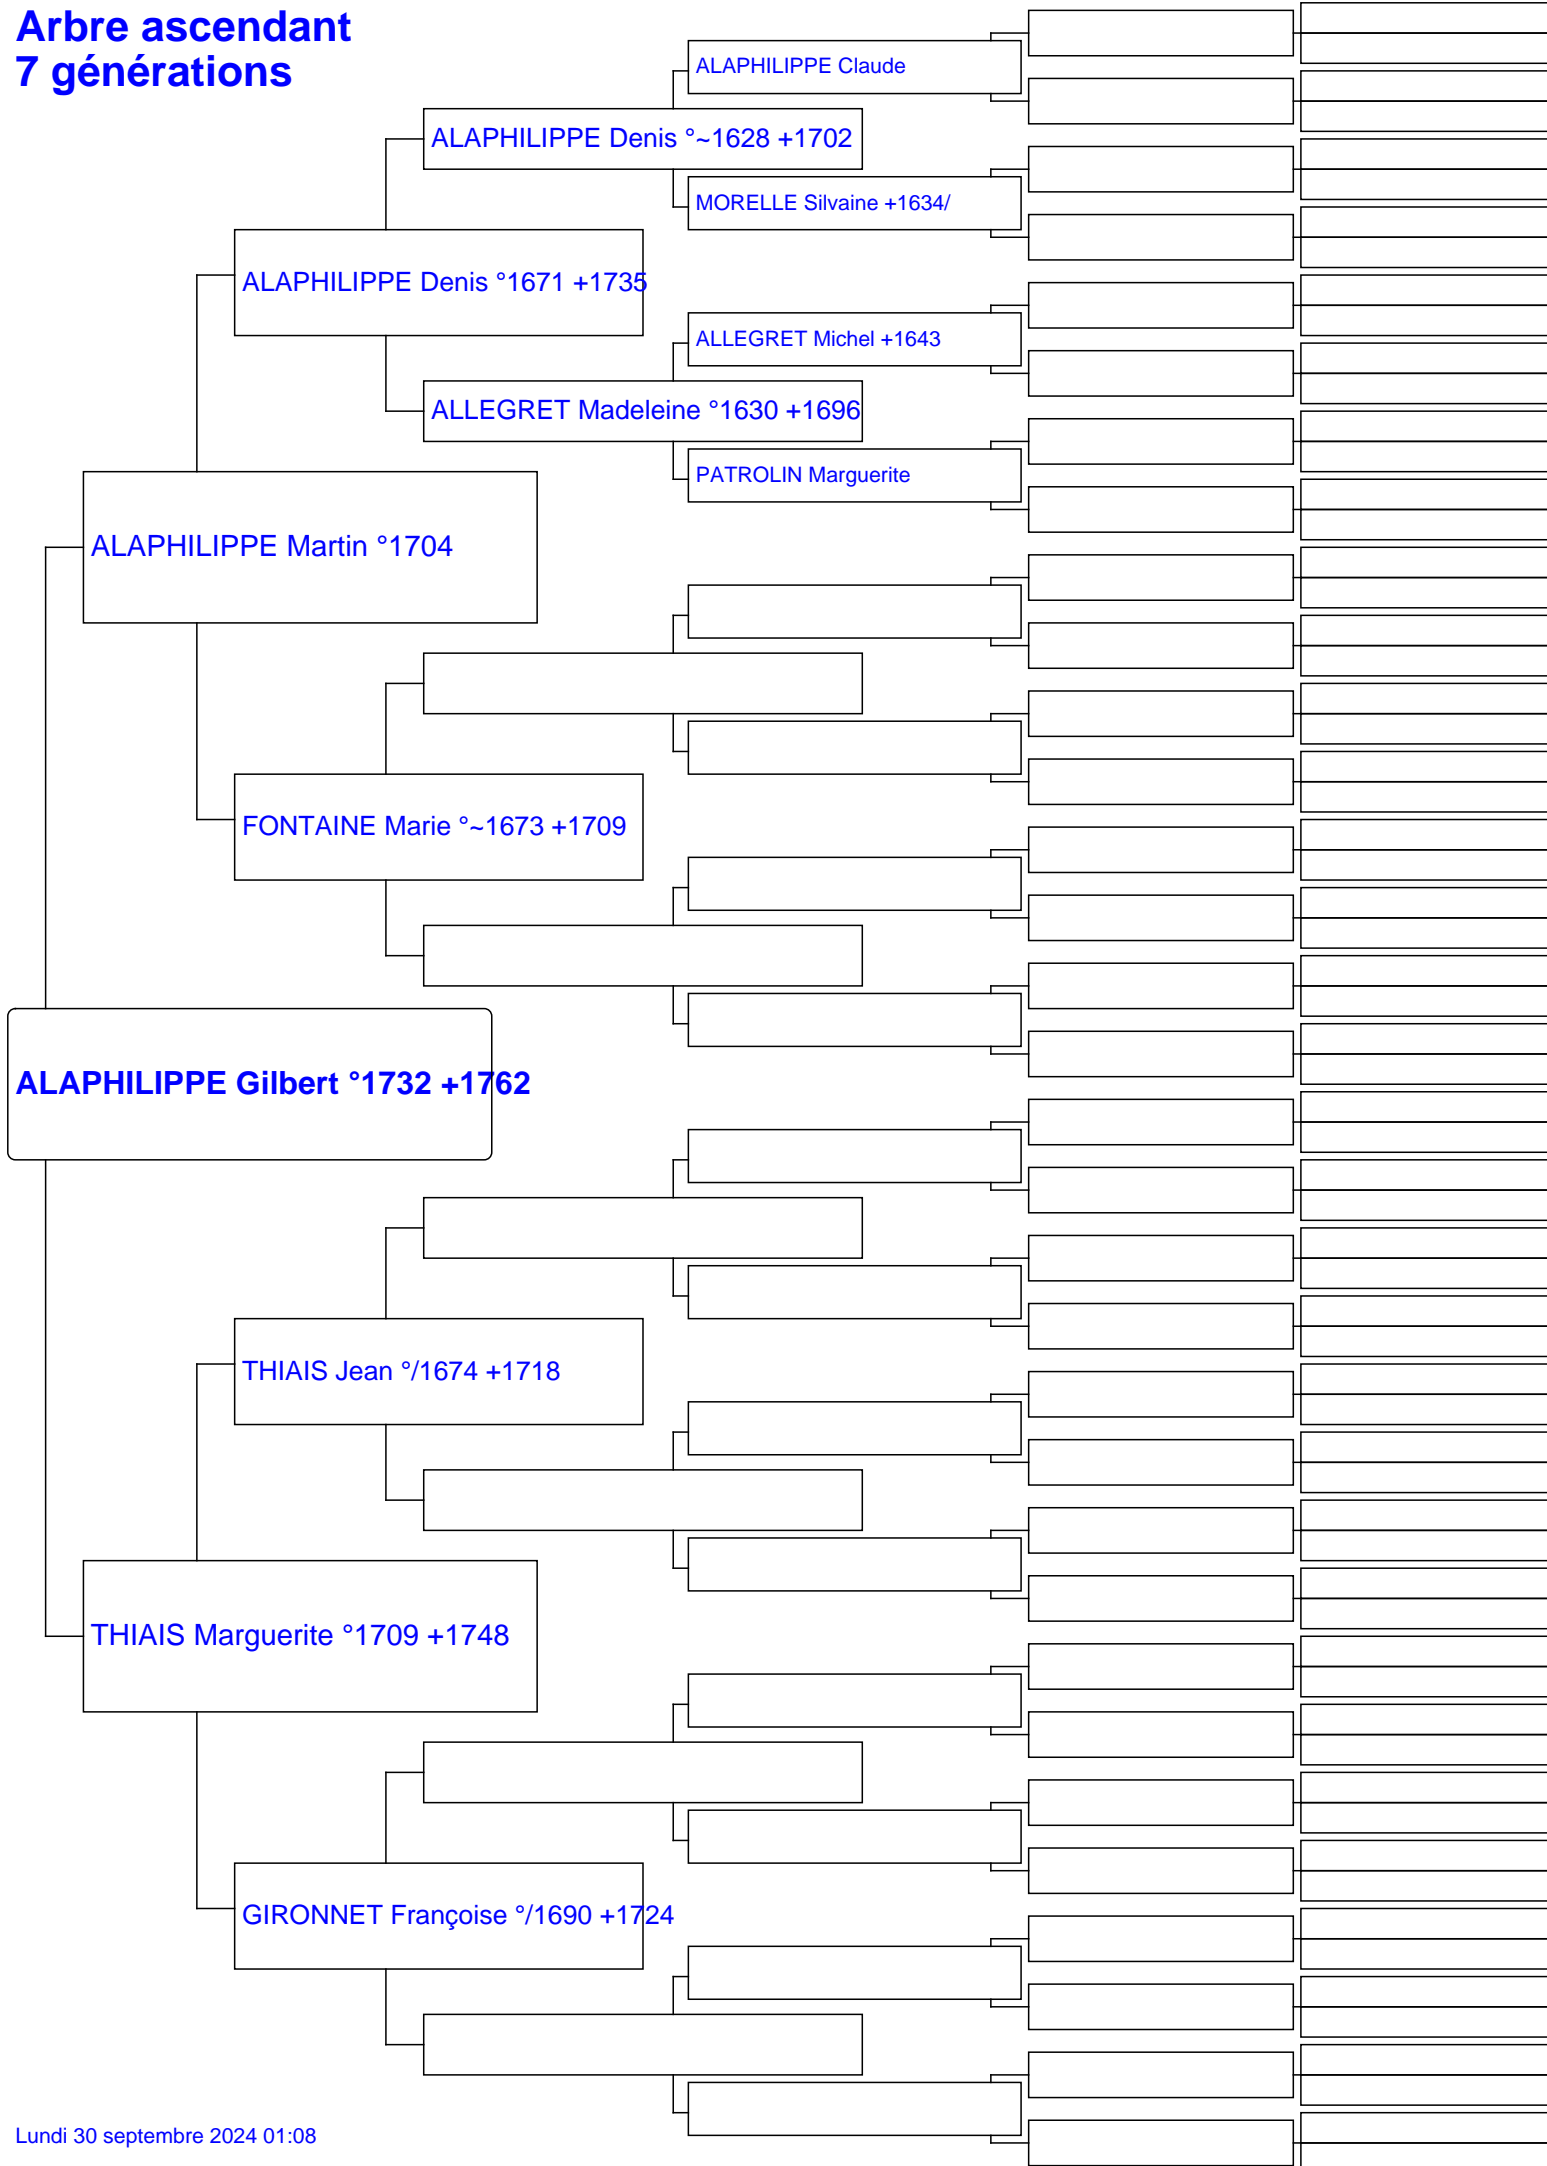 Arbre ascendant
7 générations
ALAPHILIPPE Claude
ALAPHILIPPE Denis °~1628 +1702
MORELLE Silvaine +1634/
ALAPHILIPPE Denis °1671 +1735
ALLEGRET Michel +1643
ALLEGRET Madeleine °1630 +1696
PATROLIN Marguerite
ALAPHILIPPE Martin °1704
FONTAINE Marie °~1673 +1709
ALAPHILIPPE Gilbert °1732 +1762
THIAIS Jean °/1674 +1718
THIAIS Marguerite °1709 +1748
GIRONNET Françoise °/1690 +1724
Lundi 30 septembre 2024 01:08